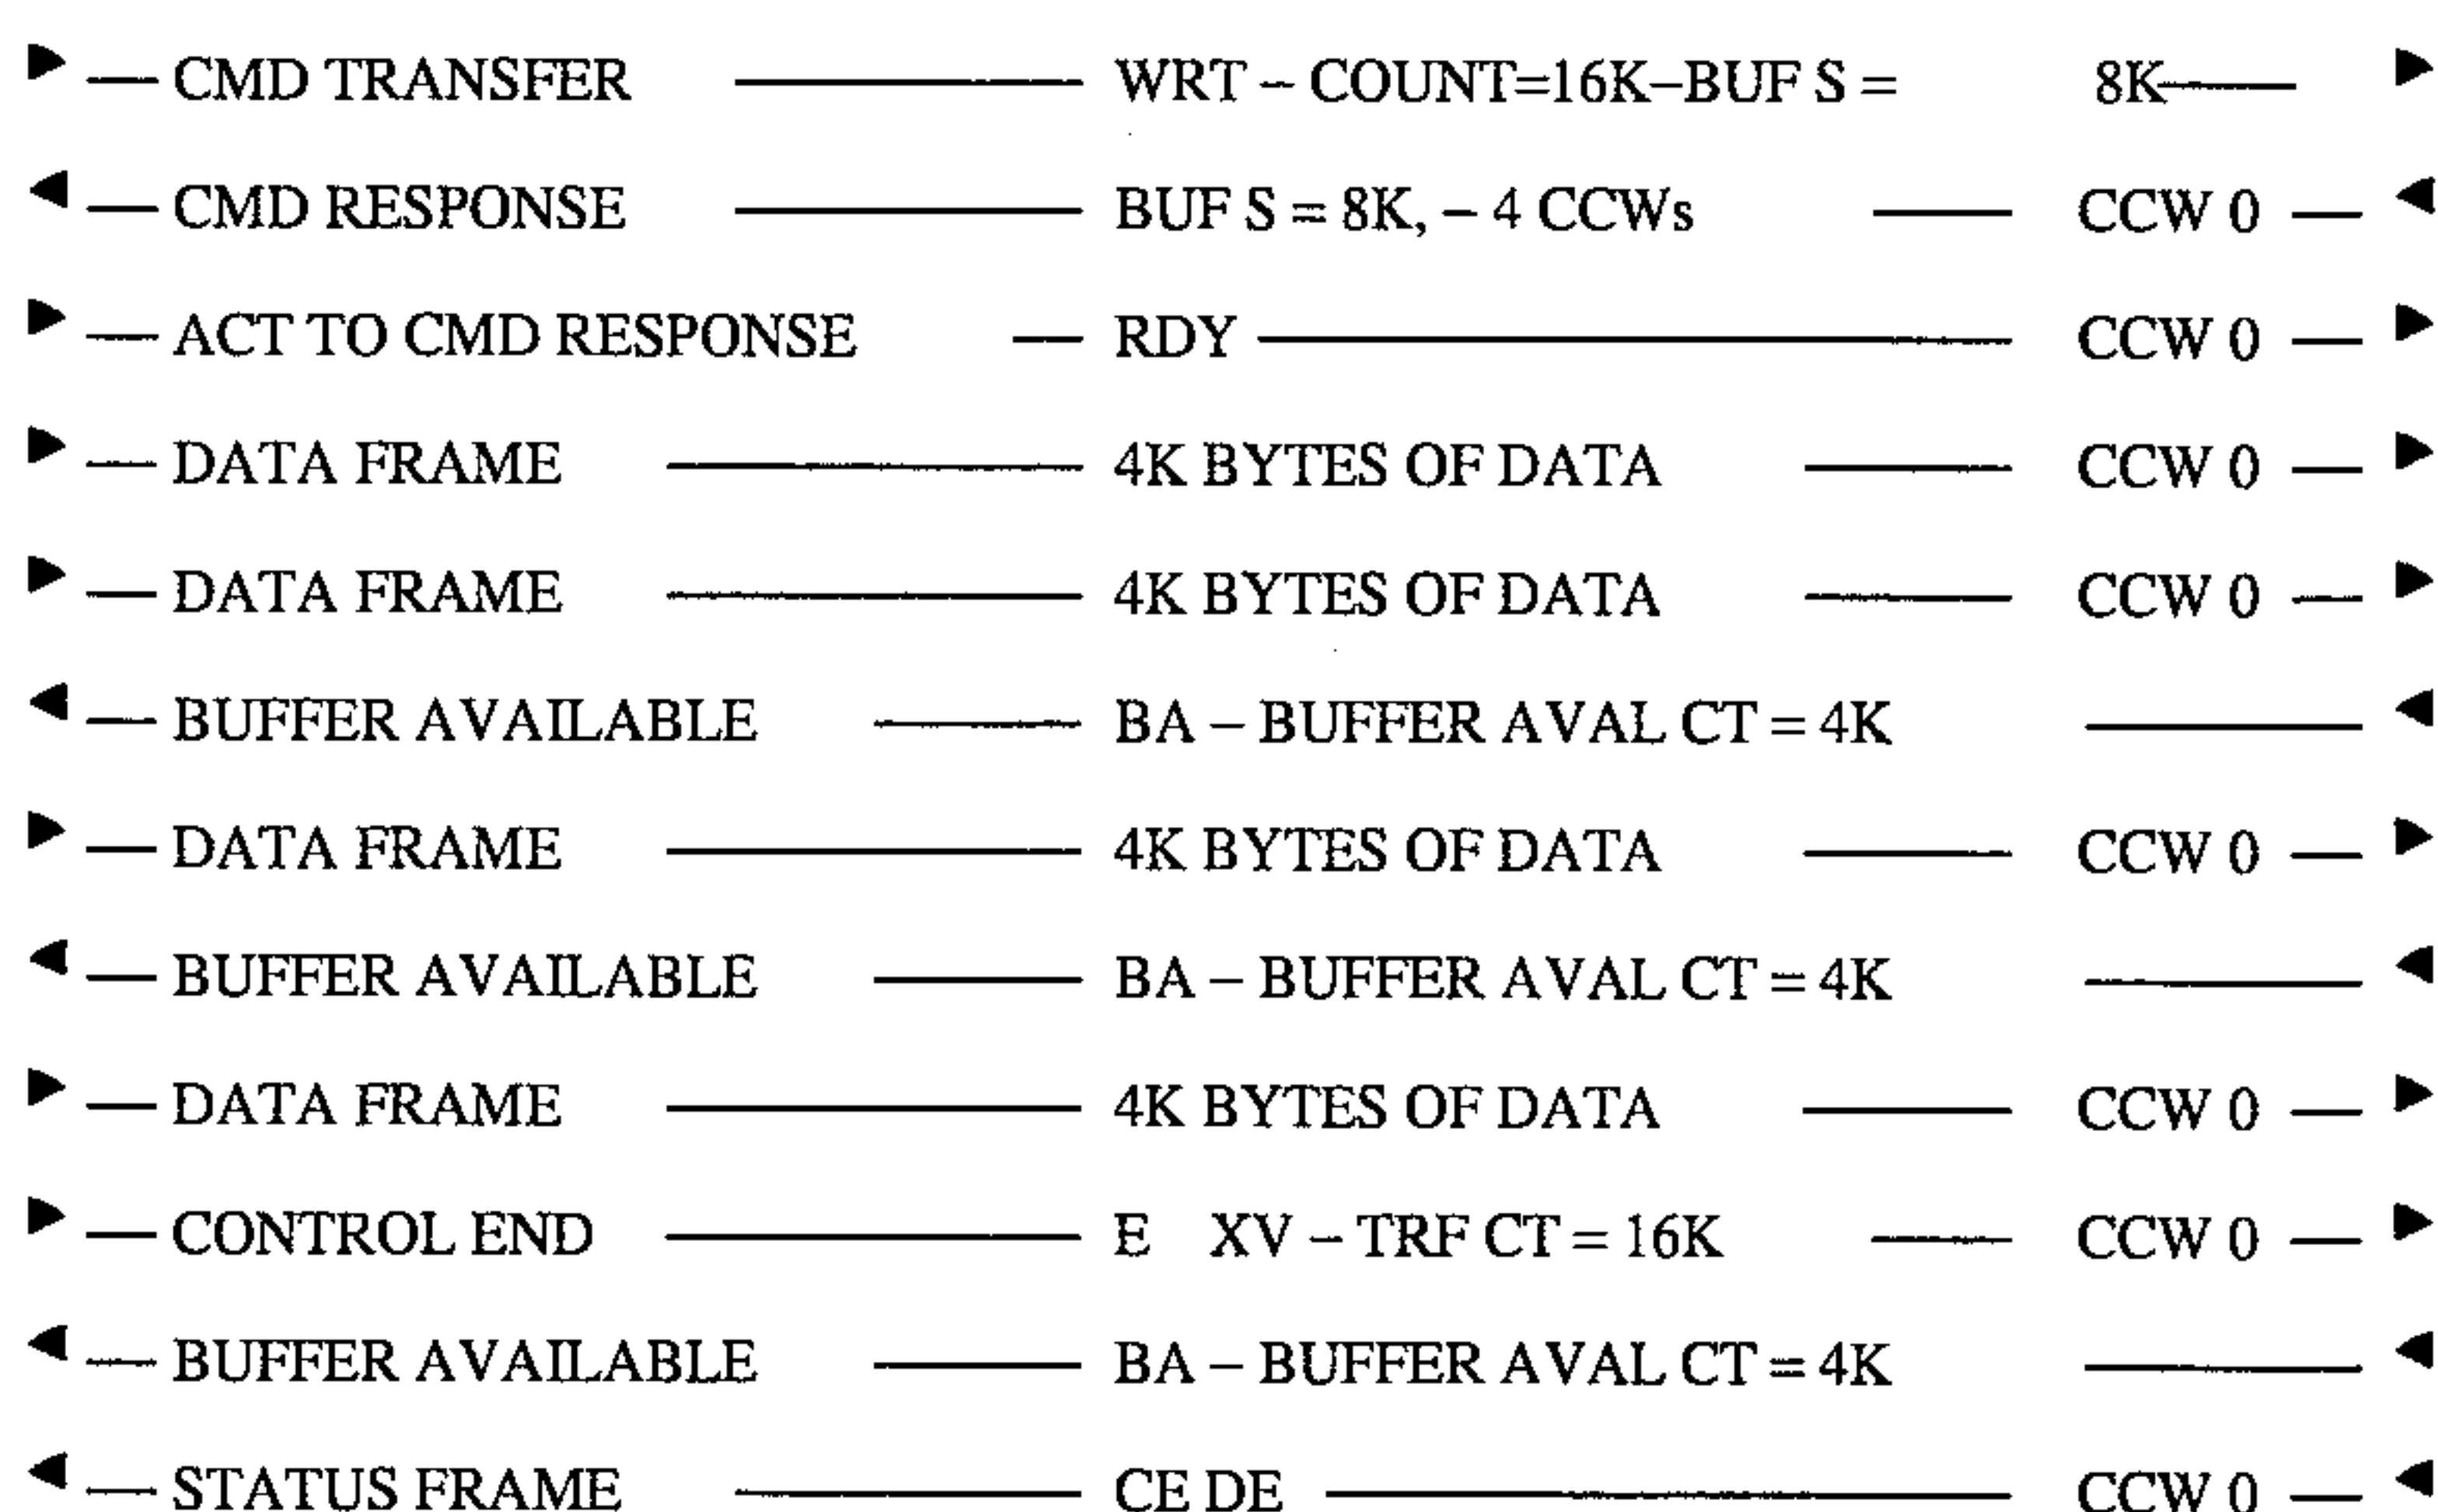 CMD TRANSFER WRT – COUNT=16K–BUF S = 8K
CMD RESPONSE BUF S = 8K, – 4 CCWs CCW 0
ACT TO CMD RESPONSE RDY CCW 0
DATA FRAME 4K BYTES OF DATA CCW 0
DATA FRAME 4K BYTES OF DATA CCW 0
BUFFER AVAILABLE BA – BUFFER AVAL CT = 4K
DATA FRAME 4K BYTES OF DATA CCW 0
BUFFER AVAILABLE BA – BUFFER AVAL CT = 4K
DATA FRAME 4K BYTES OF DATA CCW 0
CONTROL END E XV – TRF CT = 16K CCW 0
BUFFER AVAILABLE BA – BUFFER AVAL CT = 4K
STATUS FRAME CE DE CCW 0